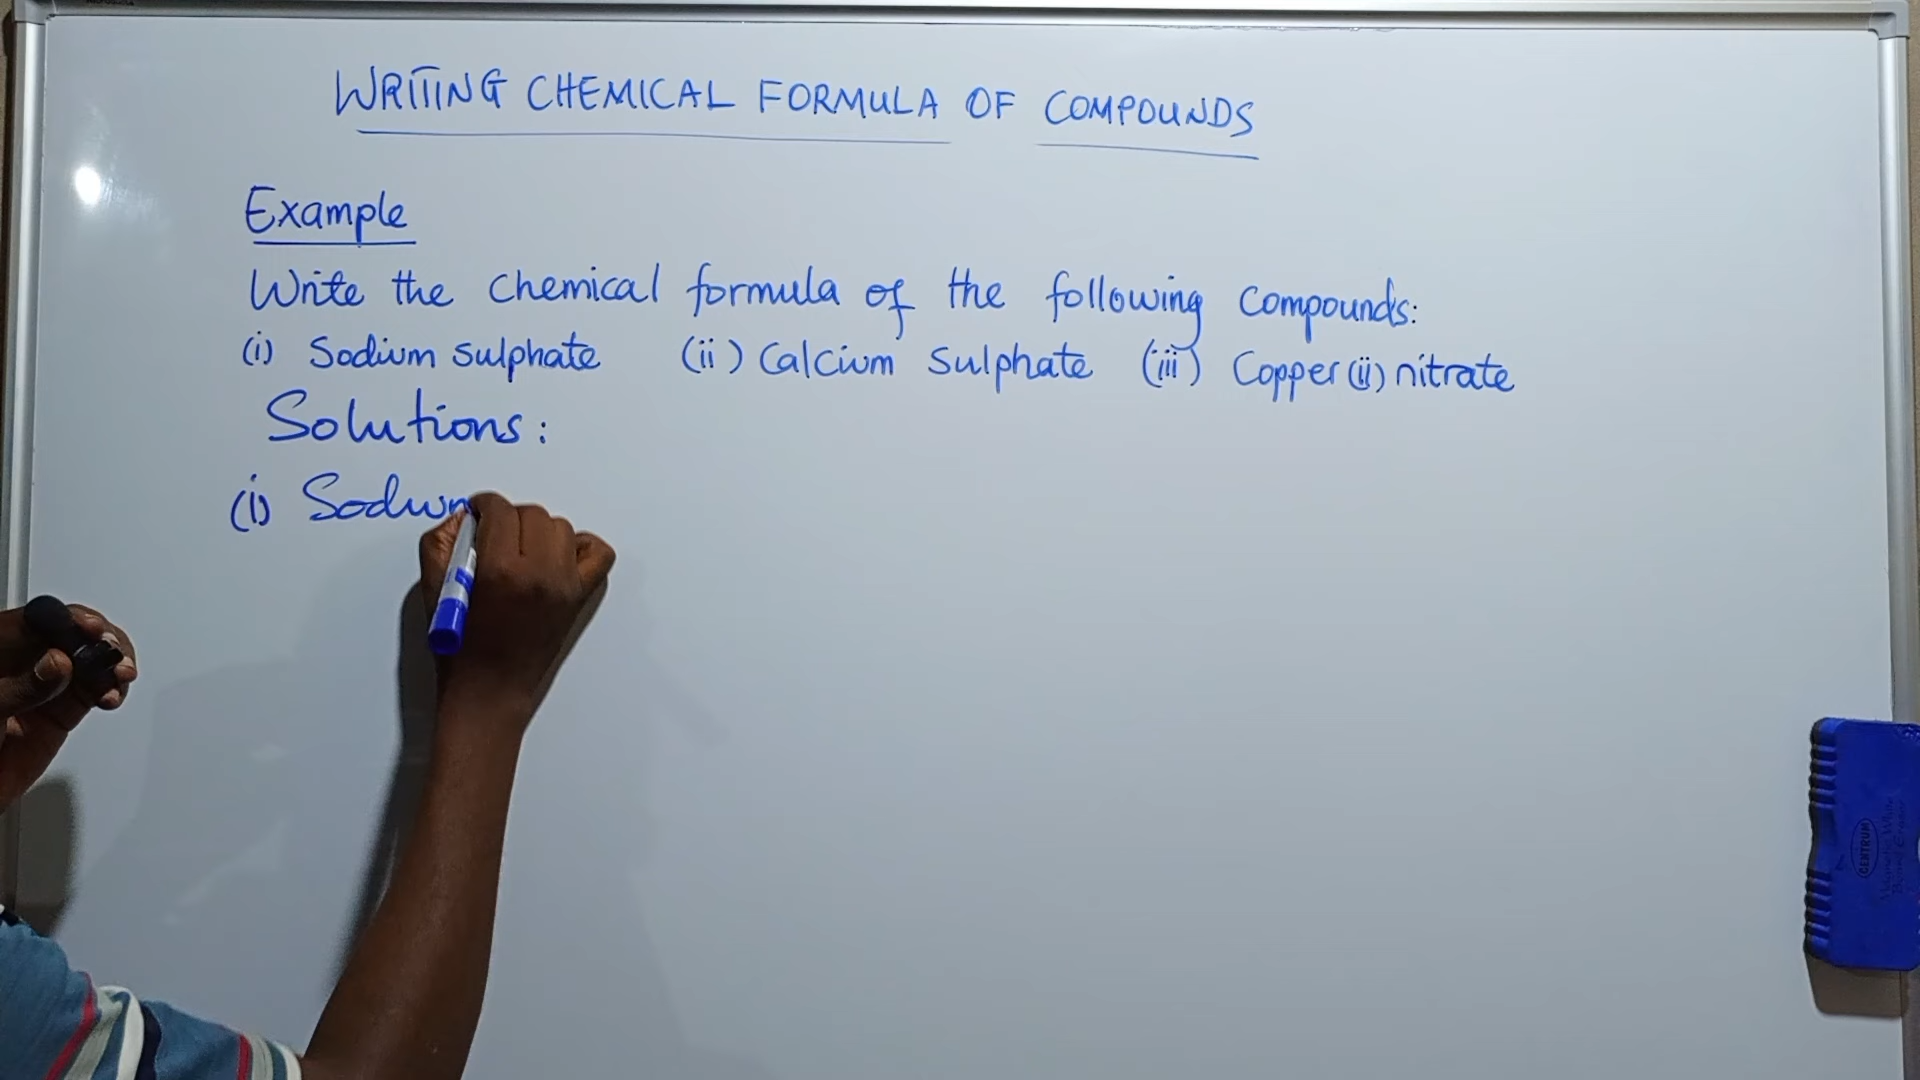 WRITING CHEMICAL FORMULA OF COMPOUNDS
Example
Write the chemical formula of the following compounds:
(i) Sodium sulphate (ii) Calcium sulphate (iii) Copper (ii) nitrate
Solutions:
(i) Sodium
CENTRUM